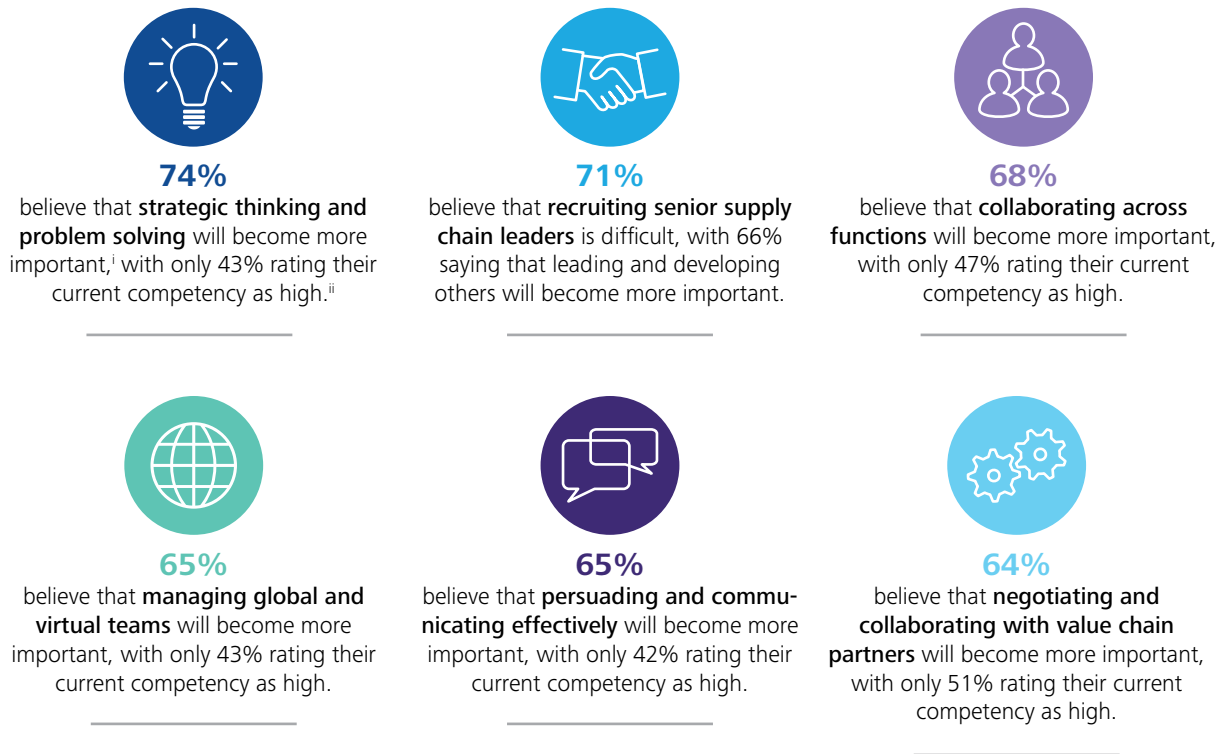 74%
believe that strategic thinking and
problem solving will become more
important,ⁱ with only 43% rating their
current competency as high.ⁱⁱ
71%
believe that recruiting senior supply
chain leaders is difficult, with 66%
saying that leading and developing
others will become more important.
68%
believe that collaborating across
functions will become more important,
with only 47% rating their current
competency as high.
65%
believe that managing global and
virtual teams will become more
important, with only 43% rating their
current competency as high.
65%
believe that persuading and commu-
nicating effectively will become more
important, with only 42% rating their
current competency as high.
64%
believe that negotiating and
collaborating with value chain
partners will become more important,
with only 51% rating their current
competency as high.